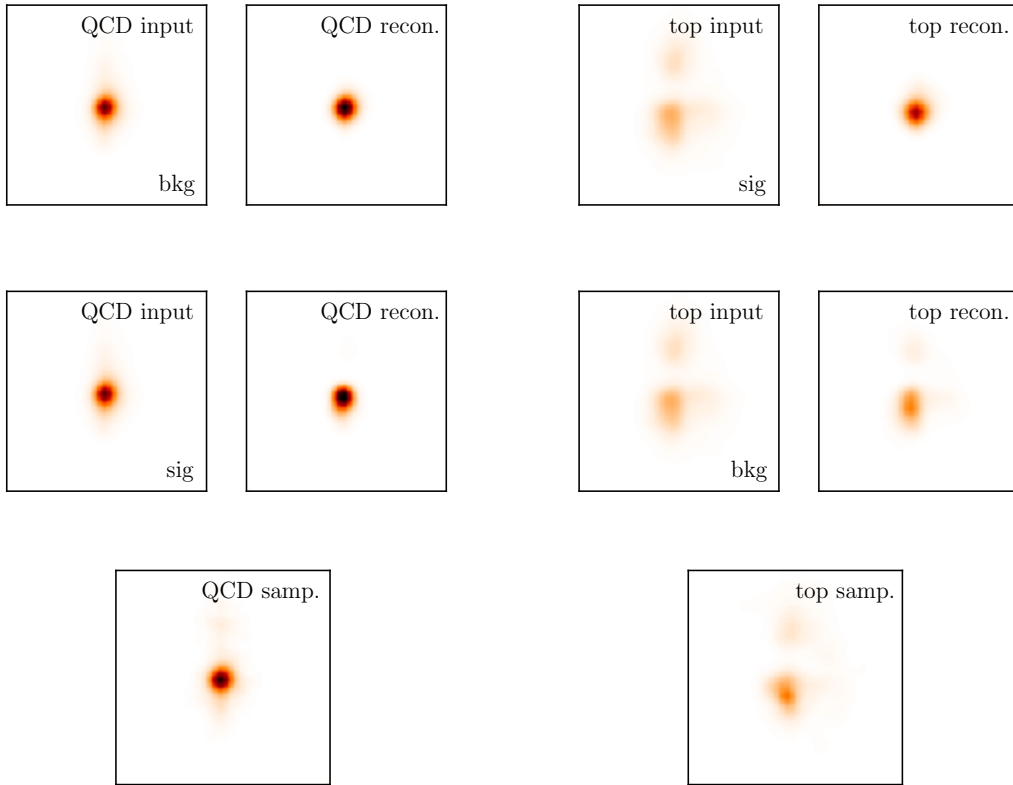 QCD input
QCD recon.
top input
top recon.
bkg
sig
QCD input
QCD recon.
top input
top recon.
sig
bkg
QCD samp.
top samp.